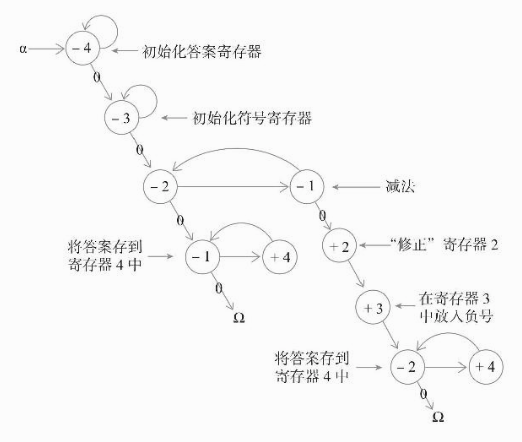 α
- 4
初始化答案寄存器
0
- 3
初始化符号寄存器
0
- 2
- 1
减法
0
0
将答案存到
寄存器 4 中
- 1
+ 4
+ 2
“修正” 寄存器 2
0
Ω
+ 3
在寄存器 3
中放入负号
将答案存到
寄存器 4 中
- 2
+ 4
0
Ω